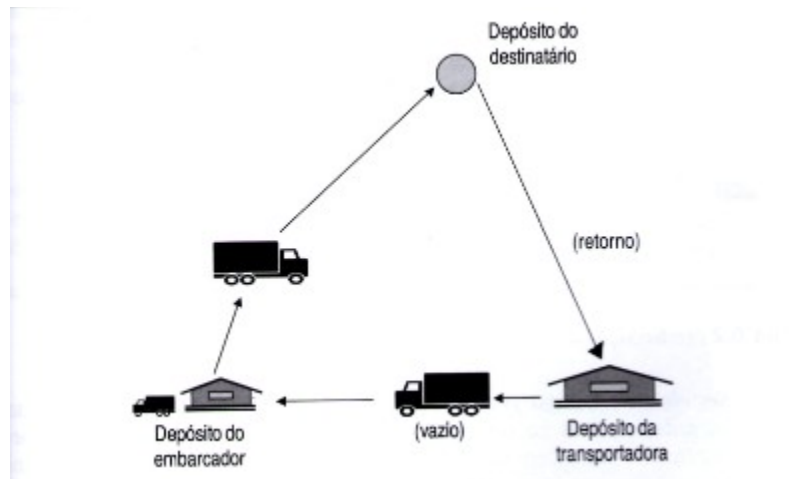 Depósito do
destinatário
(retorno)
(vazio)
Depósito do
embarcador
Depósito da
transportadora